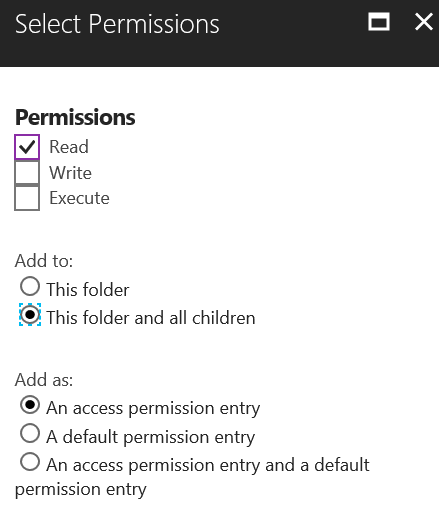 Select Permissions
Permissions
Read
Write
Execute
Add to:
This folder
This folder and all children
Add as:
An access permission entry
A default permission entry
An access permission entry and a default
permission entry